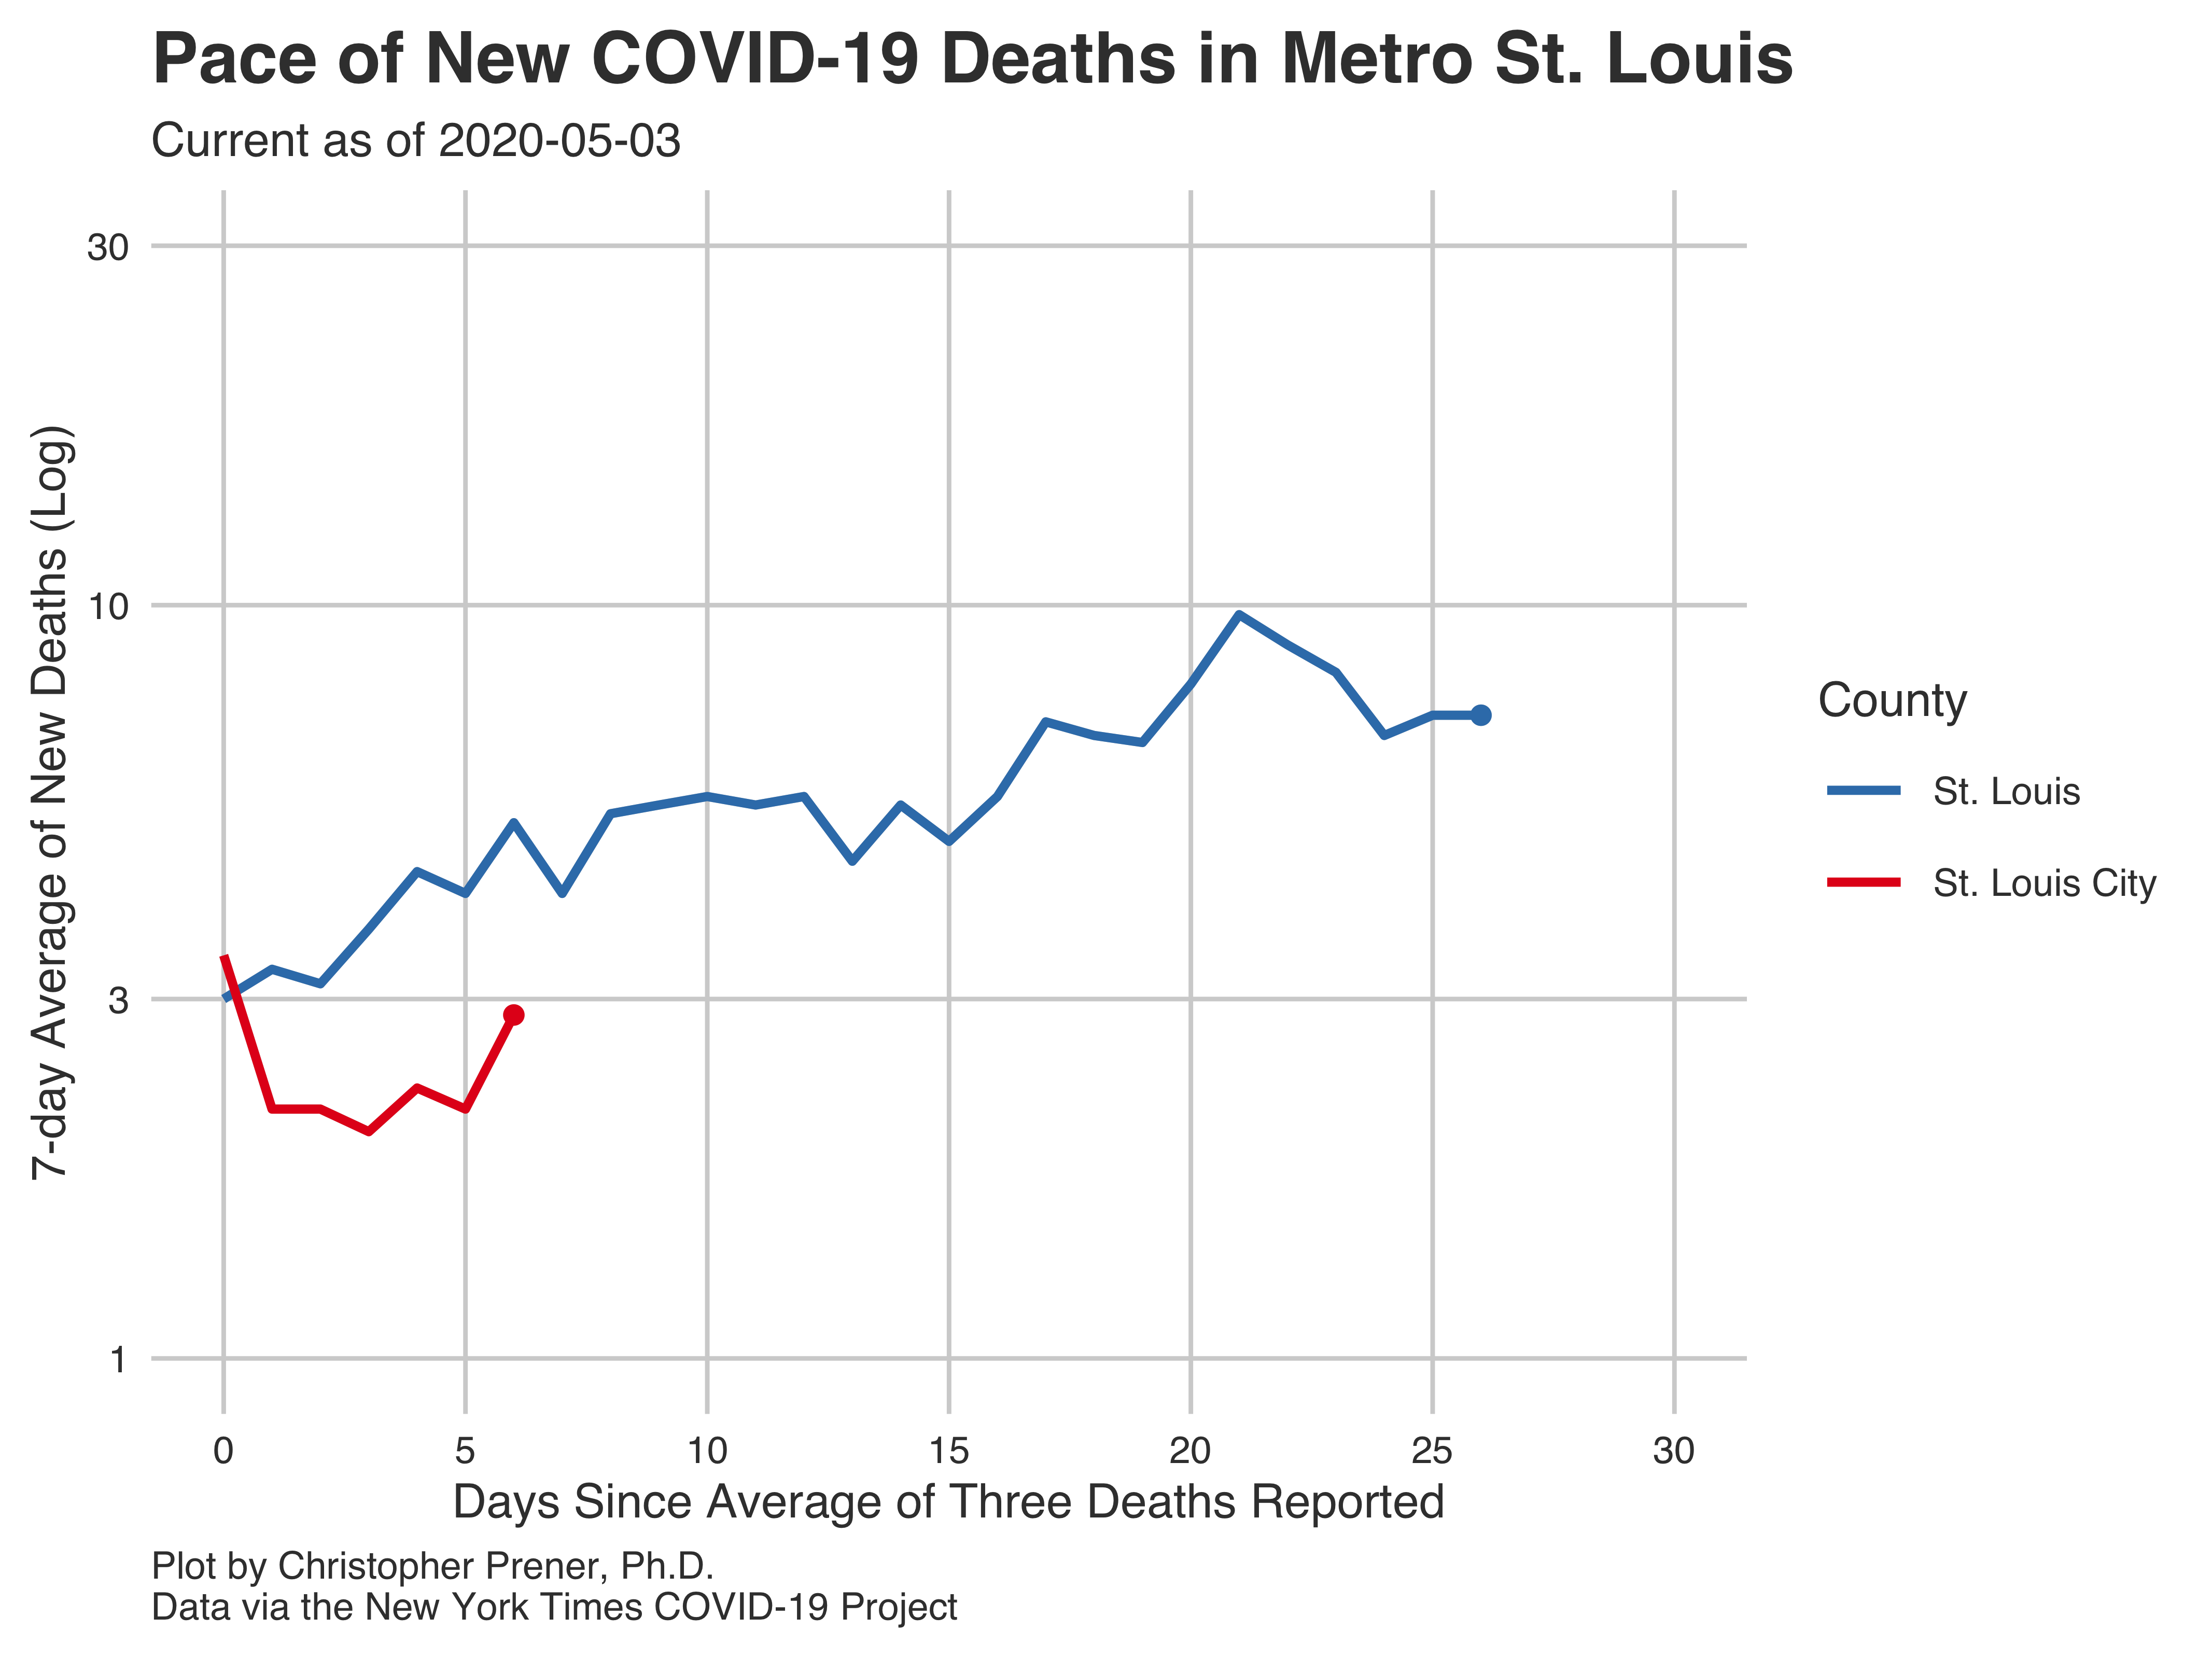 Pace of New COVID-19 Deaths in Metro St. Louis
Current as of 2020-05-03
7-day Average of New Deaths (Log)
30
10
3
1
0 5 10 15 20 25 30
Days Since Average of Three Deaths Reported
County
St. Louis
St. Louis City
Plot by Christopher Prener, Ph.D.
Data via the New York Times COVID-19 Project